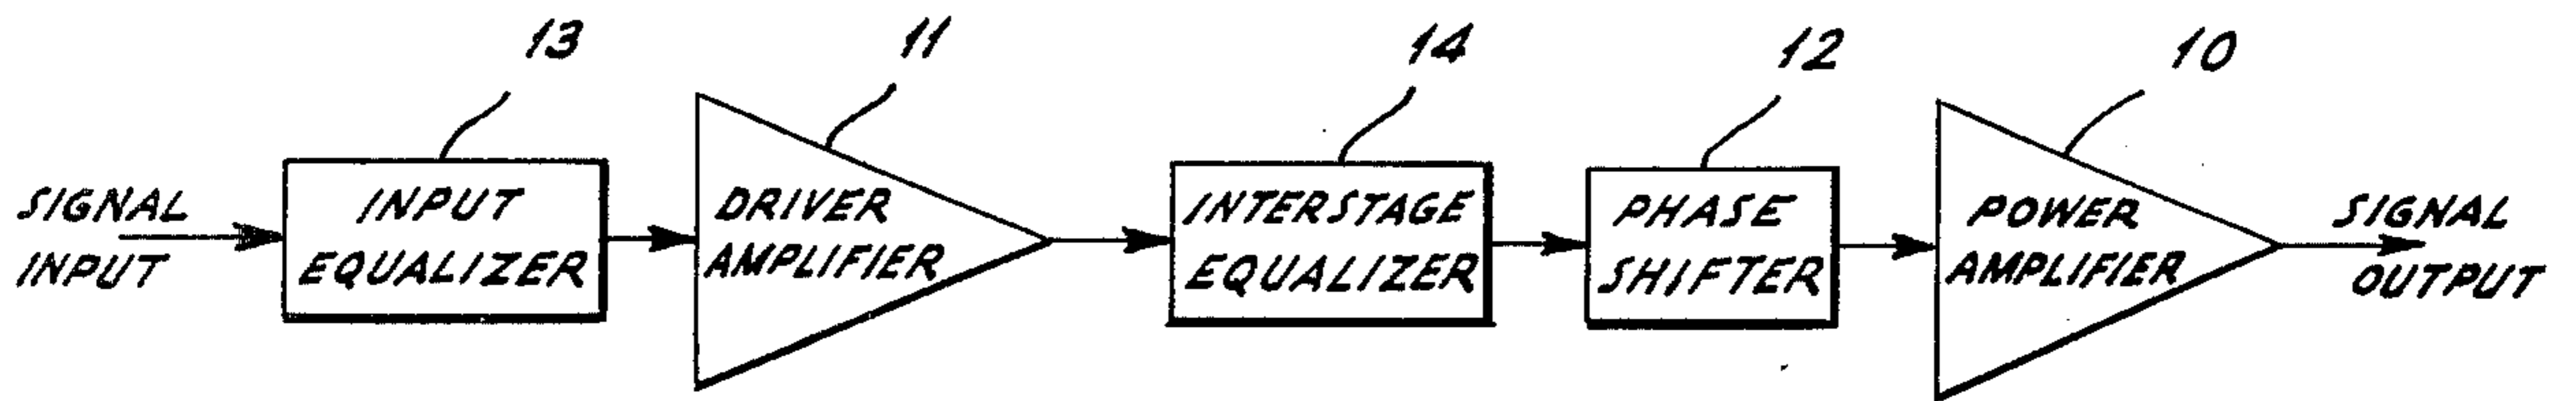 13
11
14
12
10
SIGNAL
INPUT
INPUT
EQUALIZER
DRIVER
AMPLIFIER
INTERSTAGE
EQUALIZER
PHASE
SHIFTER
POWER
AMPLIFIER
SIGNAL
OUTPUT